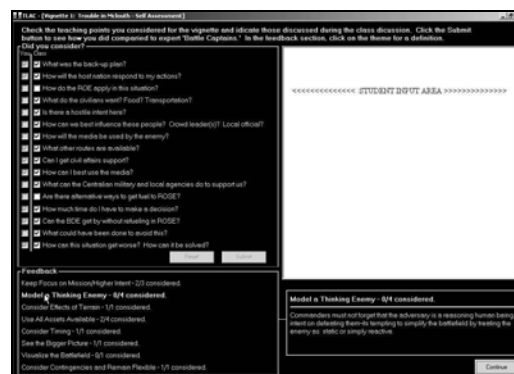 TLAC - [Vignette 1: Trouble in McLouth - Self Assessment]
Check the teaching points you considered for the vignette and idicate those
discussed during the class dicussion. Click the Submit
button to see how you did companied to expert "Battle Captains." In the feedback section, click on the theme for a definition.
Did you consider?
You Class
What was the back-up plan?
How will the host nation respond to my actions?
How do the ROE apply in this situation?
What do the civilians want? Food? Transportation?
Is there a hostile intent here?
How can we best influence these people? Crowd leader(s)? Local official?
How will the media be used by the enemy?
What other routes are available?
Can I get civil affairs support?
How can I best use the media?
What can the Centralian military and local agencies do to support us?
Are there alternative ways to get fuel to ROSE?
How much time do I have to make a decision?
Can the BDE get by without refueling in ROSE?
What could have been done to avoid this?
How can this situation get worse? How can it be solved?
Reset Submit
<<<<<<<<<<<<<< STUDENT INPUT AREA >>>>>>>>>>>>>>
Feedback
Keep Focus on Mission/Higher Intent - 2/3 considered.
Model a Thinking Enemy - 0/4 considered.
Consider Effects of Terrain - 1/1 considered.
Use All Assets Available - 2/4 considered.
Consider Timing - 1/1 considered.
See the Bigger Picture - 1/1 considered.
Visualize the Battlefield - 0/1 considered.
Consider Contingencies and Remain Flexible - 1/1 considered.
Model a Thinking Enemy - 0/4 considered.
Commanders must not forget that the adversary is a reasoning human being
intent on defeating them-its tempting to simplify the battlefield by treating the
enemy as static or simply reactive.
Continue